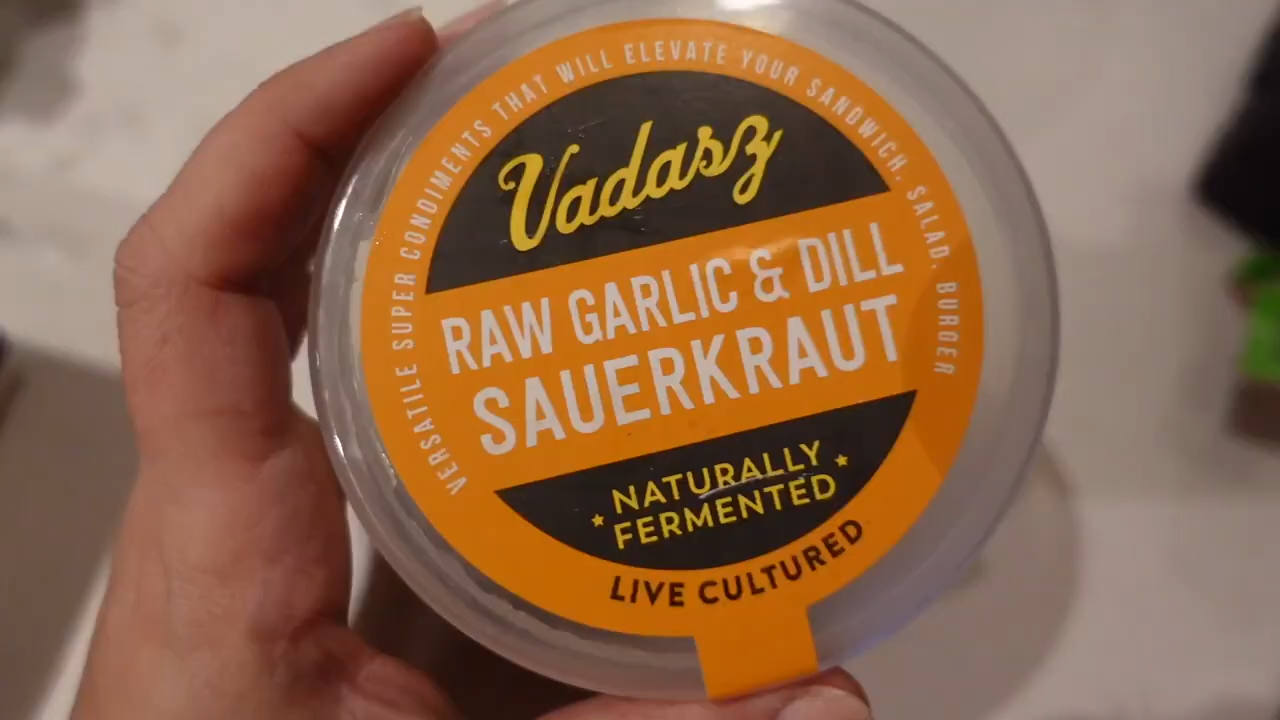 VERSATILE SUPER CONDIMENTS THAT WILL ELEVATE YOUR SANDWICH, SALAD, BURGER
Vadasz
RAW GARLIC & DILL
SAUERKRAUT
NATURALLY
FERMENTED
LIVE CULTURED